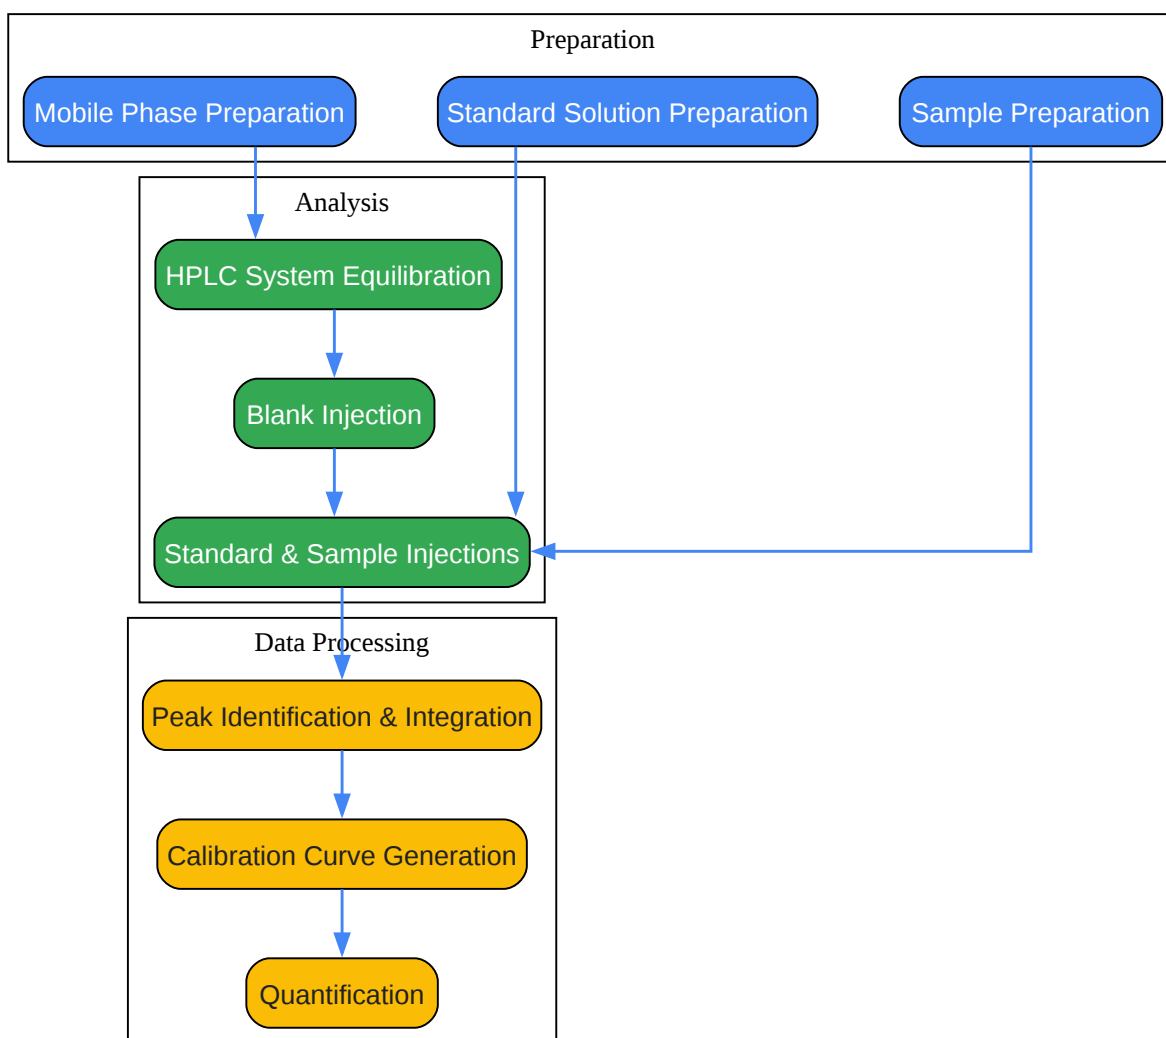 Preparation
Mobile Phase Preparation
Standard Solution Preparation
Sample Preparation
Analysis
HPLC System Equilibration
Blank Injection
Standard & Sample Injections
Data Processing
Peak Identification & Integration
Calibration Curve Generation
Quantification